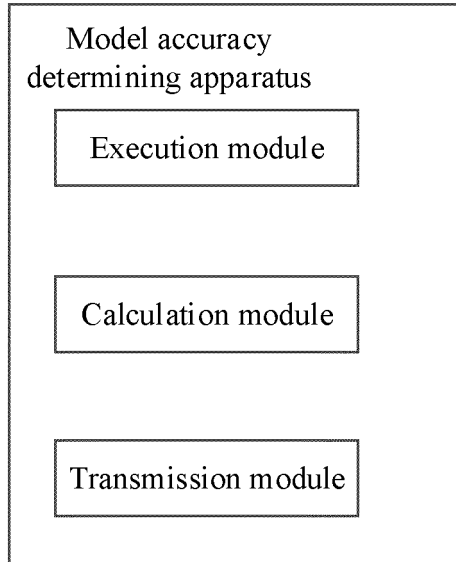 Model accuracy
determining apparatus
Execution module
Calculation module
Transmission module